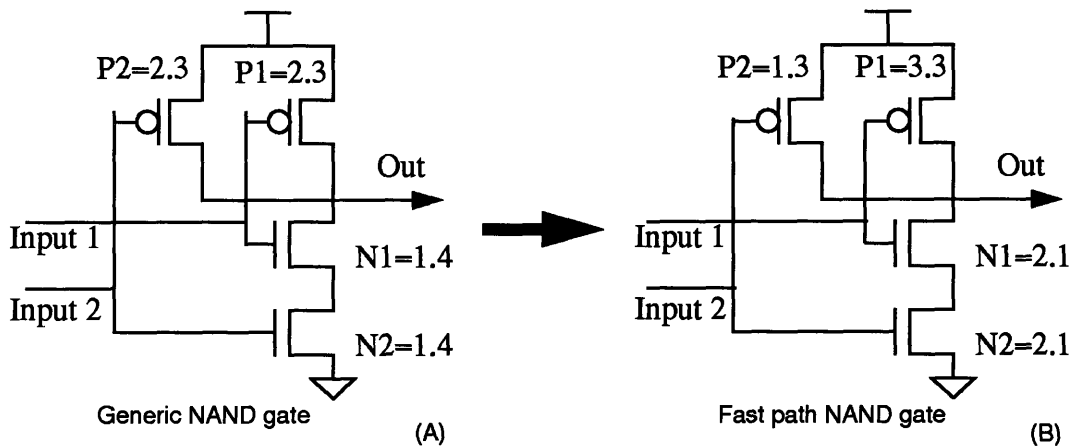 P2=2.3
P1=2.3
Out
Input 1
N1=1.4
Input 2
N2=1.4
Generic NAND gate
(A)
P2=1.3
P1=3.3
Out
Input 1
N1=2.1
Input 2
N2=2.1
Fast path NAND gate
(B)